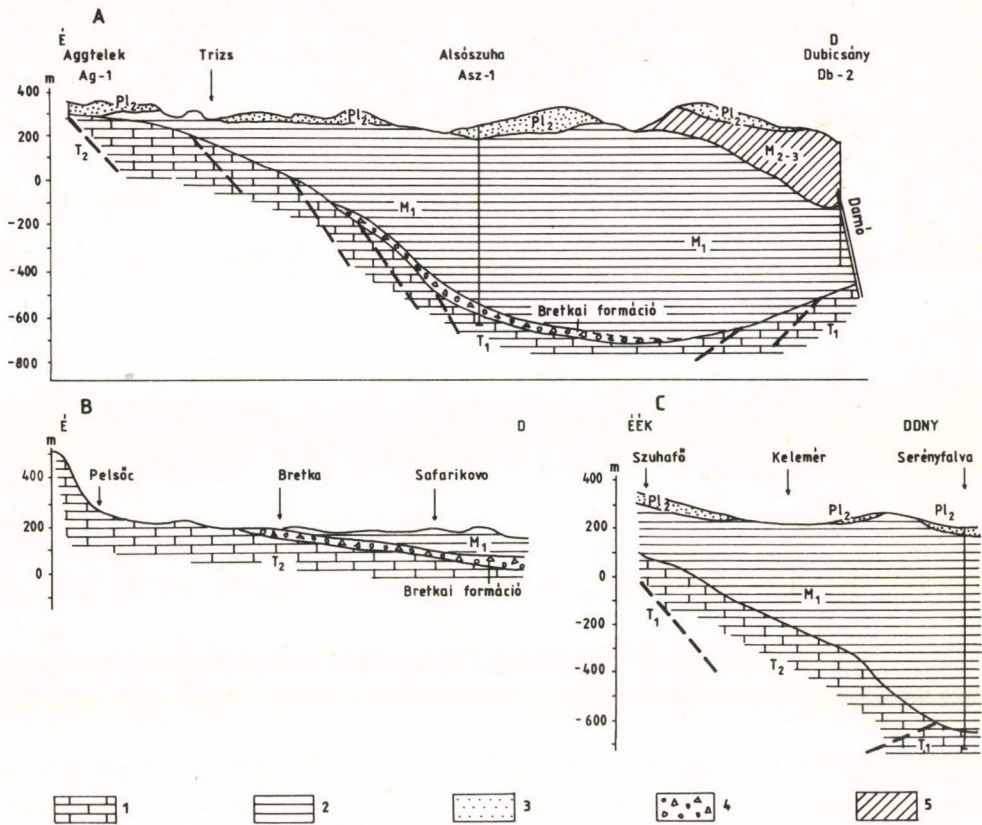 A
É
D
Aggtelek
Ag-1
Trizs
Alsószuha
Asz-1
Dubicsány
Db-2
m
400
200
0
-200
-400
-600
-800
Pl₂
Pl₂
Pl₂
Pl₂
T₂
M₂₋₃
M₁
M₁
Darnó
Bretkai formáció
T₁
T₁
B
É
D
m
400
200
0
Pelsőc
Bretka
Safarikovo
M₁
T₂
Bretkai formáció
C
ÉÉK
DDNY
Szuhafő
Kelemér
Serényfalva
m
400
200
0
-200
-400
-600
Pl₂
Pl₂
Pl₂
M₁
T₁
T₂
T₁
1
2
3
4
5